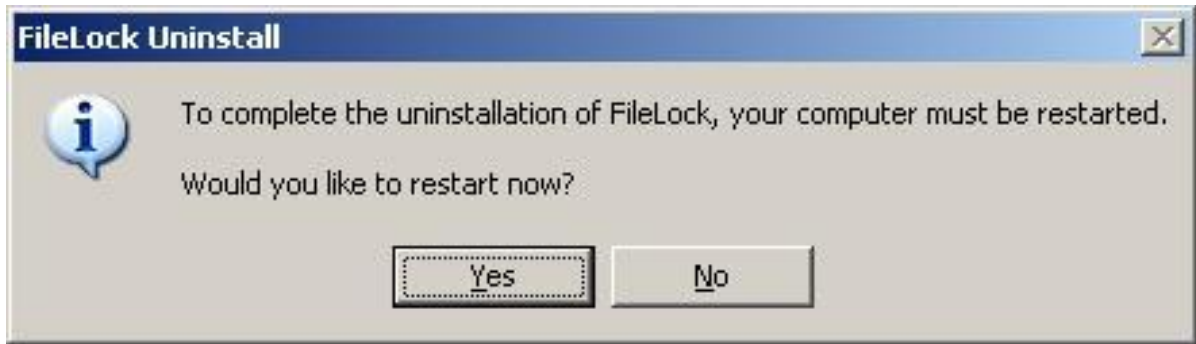 FileLock Uninstall
To complete the uninstallation of FileLock, your computer must be restarted.
Would you like to restart now?
Yes No